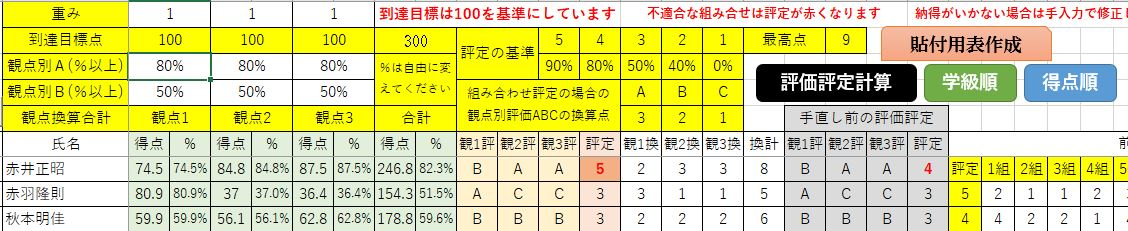 重み 1 1 1 到達目標は100を基準にしています 不適合な組み合せは評定が赤くなります 納得がいかない場合は手入力で修正
到達目標点 100 100 100 300 評定の基準 5 4 3 2 1 最高点 9 貼付用表作成
観点別A(%以上) 80% 80% 80% %は自由に変えてください 90% 80% 50% 40% 0% 評価評定計算 学級順 得点順
観点別B(%以上) 50% 50% 50% 組み合わせ評定の場合の観点別評価ABCの換算点 A B C
観点換算合計 観点1 観点2 観点3 合計 3 2 1 手直し前の評価評定
氏名 得点 % 得点 % 得点 % 得点 % 観1評 観2評 観3評 評定 観1換 観2換 観3換 換計 観1評 観2評 観3評 評定 前
赤井正昭 74.5 74.5% 84.8 84.8% 87.5 87.5% 246.8 82.3% B A A 5 2 3 3 8 B A A 4 評定 1組 2組 3組 4組 5
赤羽隆則 80.9 80.9% 37 37.0% 36.4 36.4% 154.3 51.5% A C C 3 3 1 1 5 A C C 3 5 2 1 1 2
秋本明佳 59.9 59.9% 56.1 56.1% 62.8 62.8% 178.8 59.6% B B B 3 2 2 2 6 B B B 3 4 4 2 2 1